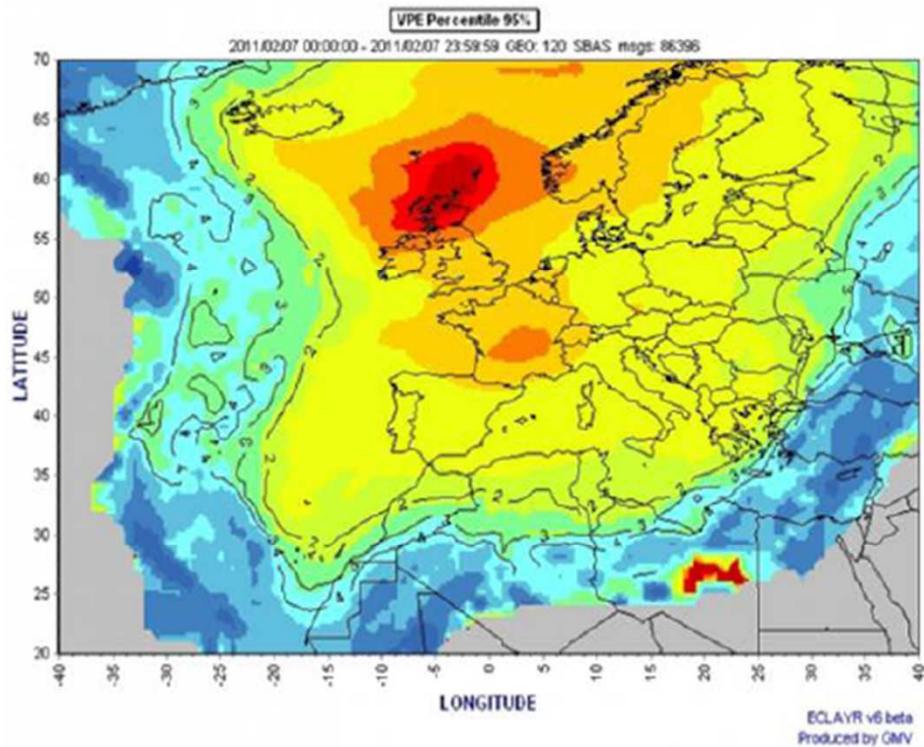 VPE Percentile 95%
2011/02/07 00:00:00 - 2011/02/07 23:59:59 GEO: 120 SBAS msgs: 86396
70
65
60
55
50
45
40
35
30
25
20
LATITUDE
-40 -35 -30 -25 -20 -15 -10 -5 0 5 10 15 20 25 30 35 40
LONGITUDE
ECLAYR v6 beta
Produced by GMV